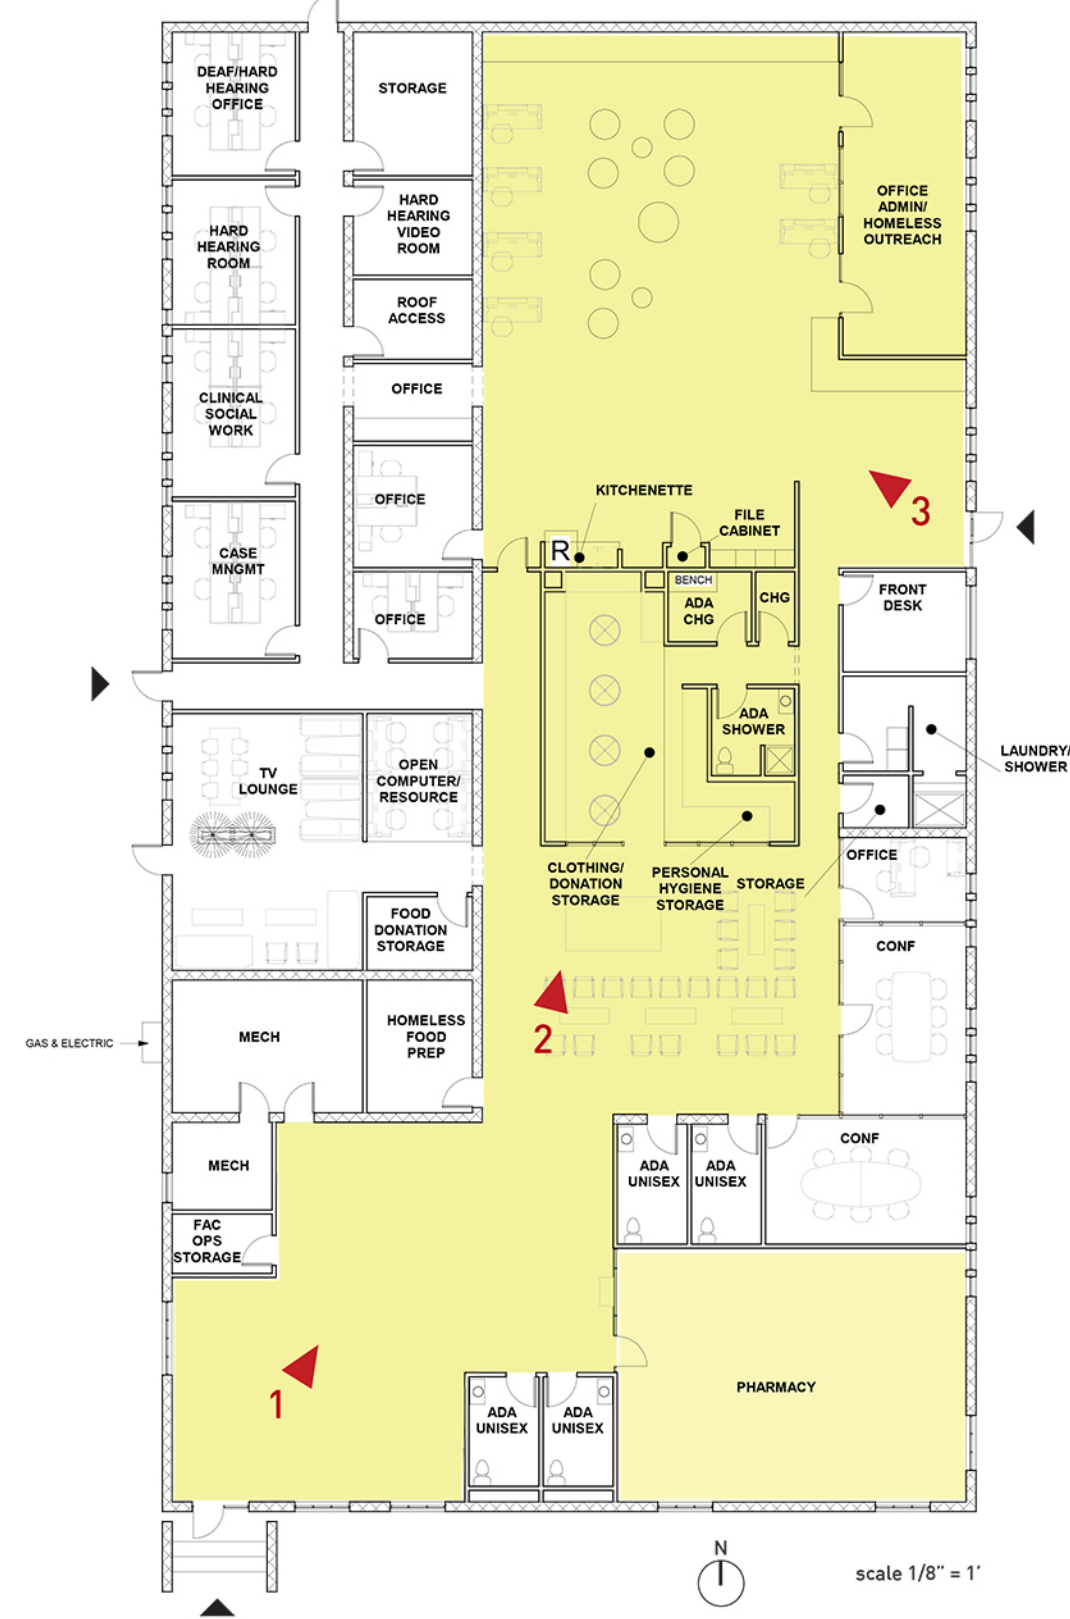 DEAF/HARD
HEARING
OFFICE
STORAGE
HARD
HEARING
VIDEO
ROOM
OFFICE
ADMIN/
HOMELESS
OUTREACH
HARD
HEARING
ROOM
ROOF
ACCESS
OFFICE
CLINICAL
SOCIAL
WORK
OFFICE
KITCHENETTE
FILE
CABINET
3
R
CASE
MNGMT
BENCH
ADA
CHG
CHG
FRONT
DESK
OFFICE
ADA
SHOWER
LAUNDRY/
SHOWER
TV
LOUNGE
OPEN
COMPUTER/
RESOURCE
CLOTHING/
DONATION
STORAGE
PERSONAL
HYGIENE
STORAGE
STORAGE
OFFICE
FOOD
DONATION
STORAGE
CONF
2
GAS & ELECTRIC
MECH
HOMELESS
FOOD
PREP
MECH
ADA
UNISEX
ADA
UNISEX
CONF
FAC
OPS
STORAGE
1
PHARMACY
ADA
UNISEX
ADA
UNISEX
N
scale 1/8" = 1'